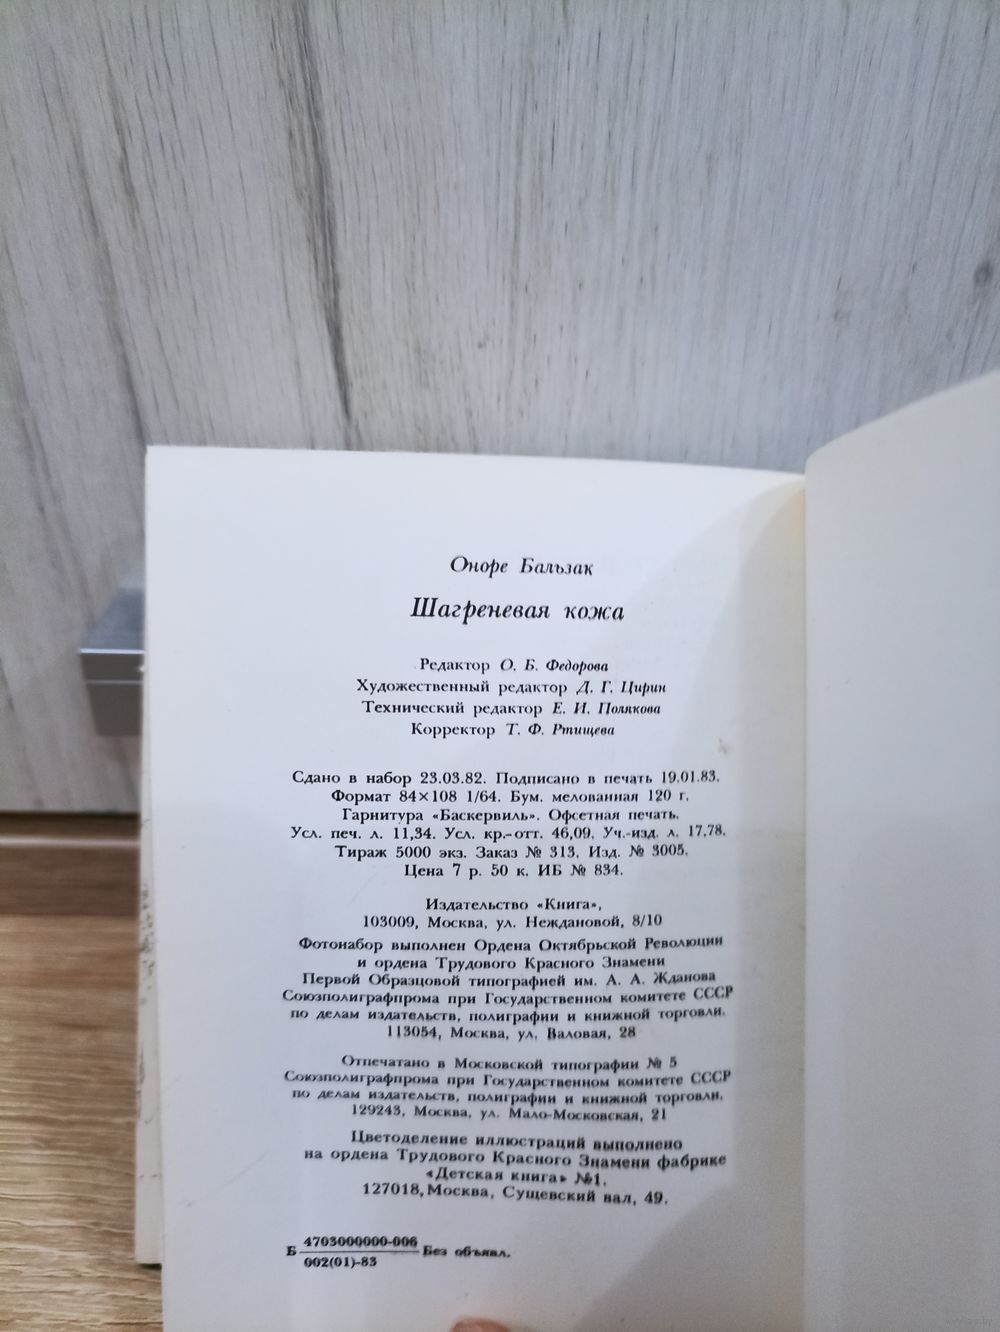 Оноре Бальзак
Шагреневая кожа
Редактор О. Б. Федорова
Художественный редактор Д. Г. Цирин
Технический редактор Е. И. Полякова
Корректор Т. Ф. Ртищева
Сдано в набор 23.03.82. Подписано в печать 19.01.83.
Формат 84×108 1/64. Бум. мелованная 120 г.
Гарнитура «Баскервиль». Офсетная печать.
Усл. печ. л. 11,34. Усл. кр.-отт. 46,09. Уч.-изд. л. 17,78.
Тираж 5000 экз. Заказ № 313. Изд. № 3005.
Цена 7 р. 50 к. ИБ № 834.
Издательство «Книга»,
103009, Москва, ул. Неждановой, 8/10
Фотонабор выполнен Ордена Октябрьской Революции
и ордена Трудового Красного Знамени
Первой Образцовой типографией им. А. А. Жданова
Союзполиграфпрома при Государственном комитете СССР
по делам издательств, полиграфии и книжной торговли.
113054, Москва, ул. Валовая, 28
Отпечатано в Московской типографии № 5
Союзполиграфпрома при Государственном комитете СССР
по делам издательств, полиграфии и книжной торговли.
129243, Москва, ул. Мало-Московская, 21
Цветоделение иллюстраций выполнено
на ордена Трудового Красного Знамени фабрике
«Детская книга» №1.
127018, Москва, Сущевский вал, 49.
4703000000-006
Б Без объявл.
002(01)-83